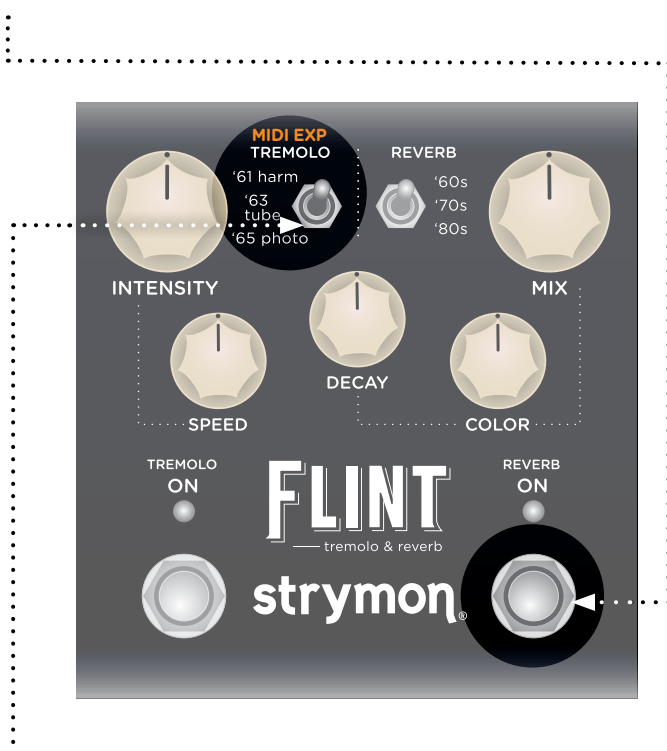 MIDI EXP
TREMOLO
REVERB
‘61 harm
‘63
tube
‘65 photo
‘60s
‘70s
‘80s
INTENSITY
MIX
DECAY
SPEED
COLOR
TREMOLO
ON
REVERB
ON
FLINT
tremolo & reverb
strymon®